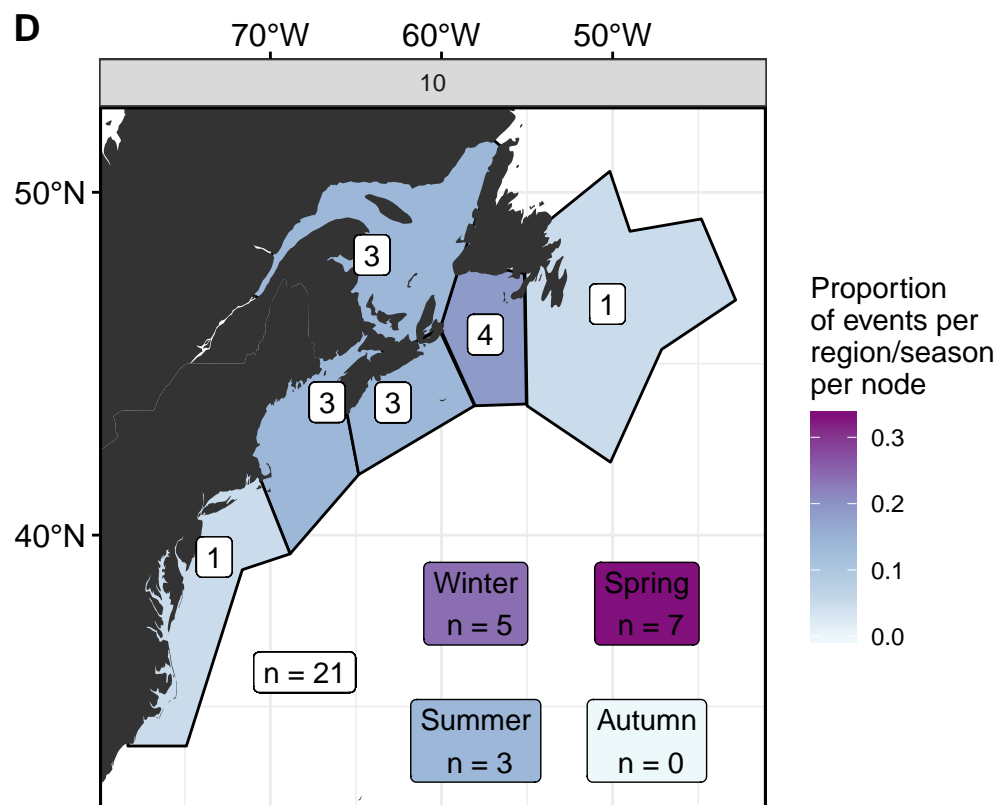 D
70°W 60°W 50°W
10
50°N
3
1
4
3 3
40°N
1
Winter
n = 5
Spring
n = 7
n = 21
Summer
n = 3
Autumn
n = 0
Proportion
of events per
region/season
per node
0.3
0.2
0.1
0.0